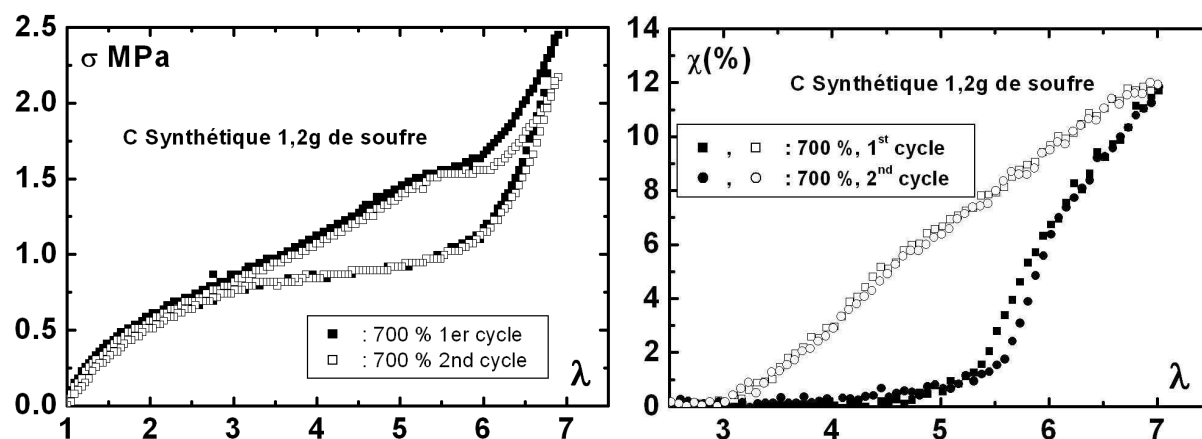 2.5
σ MPa
2.0
C Synthétique 1,2g de soufre
1.5
1.0
0.5
■ : 700 % 1er cycle
□ : 700 % 2nd cycle
λ
0.0
1 2 3 4 5 6 7
14
χ(%)
12
C Synthétique 1,2g de soufre
10
■ , □ : 700 %, 1st cycle
● , ○ : 700 %, 2nd cycle
8
6
4
2
λ
0
3 4 5 6 7